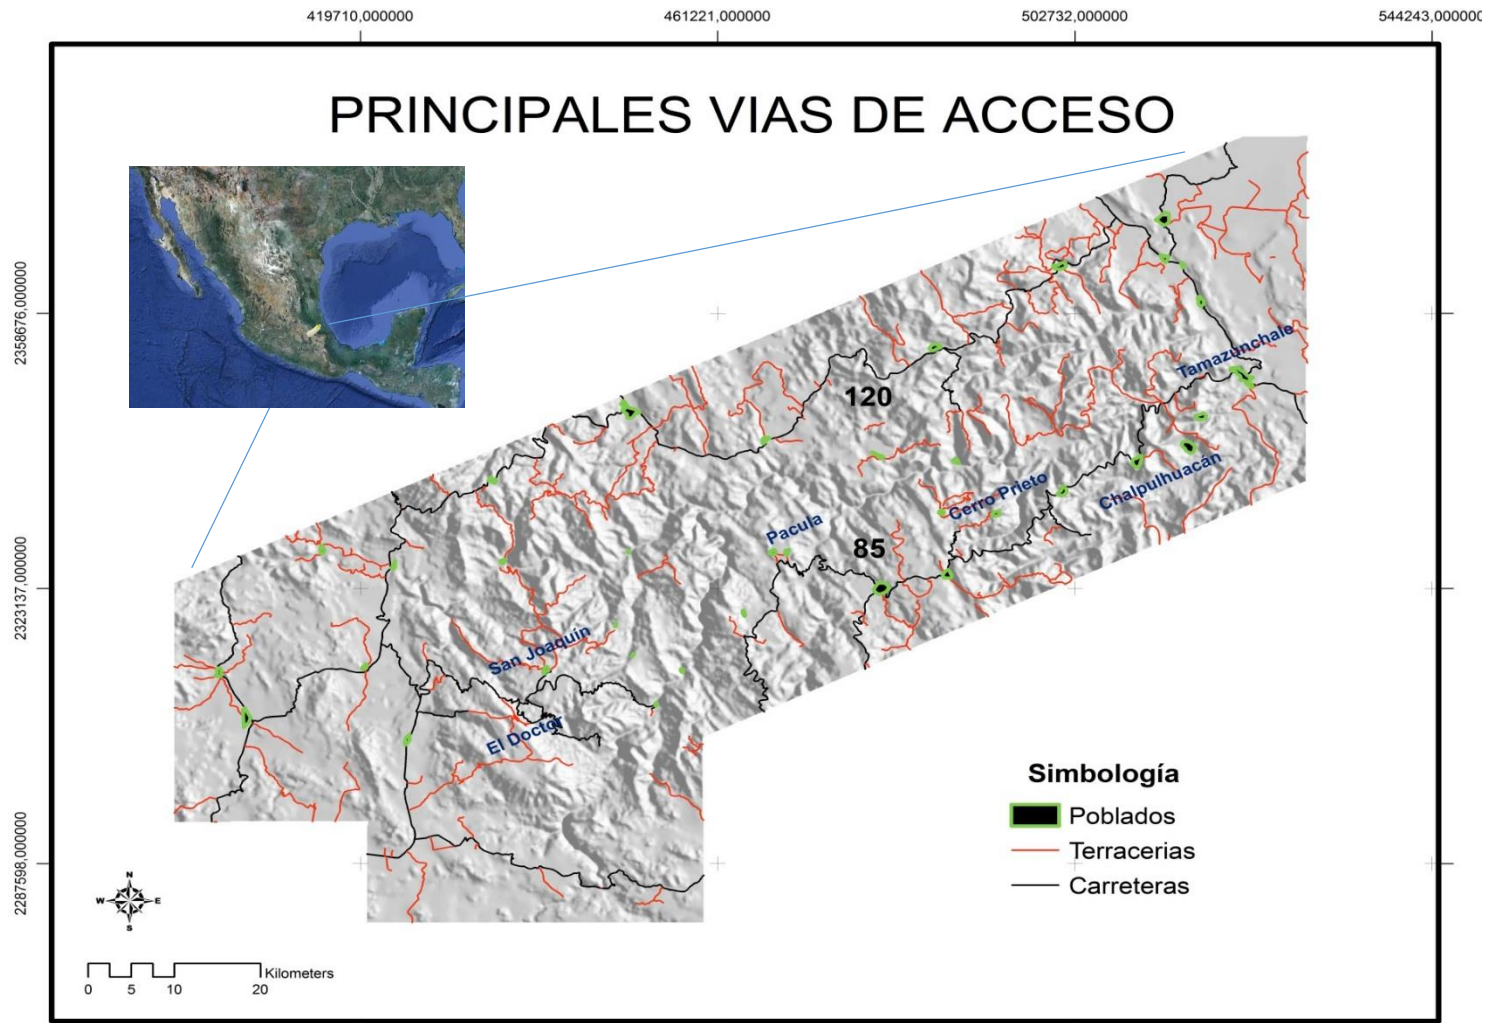 419710,000000
461221,000000
502732,000000
544243,000000
PRINCIPALES VIAS DE ACCESO
2358676,000000
2323137,000000
2287598,000000
Tamazunchale
120
Chalpulhuacán
Cerro Prieto
Pacula
85
San Joaquín
El Doctor
Simbología
Poblados
Terracerias
Carreteras
N
W
E
S
Kilometers
0 5 10 20